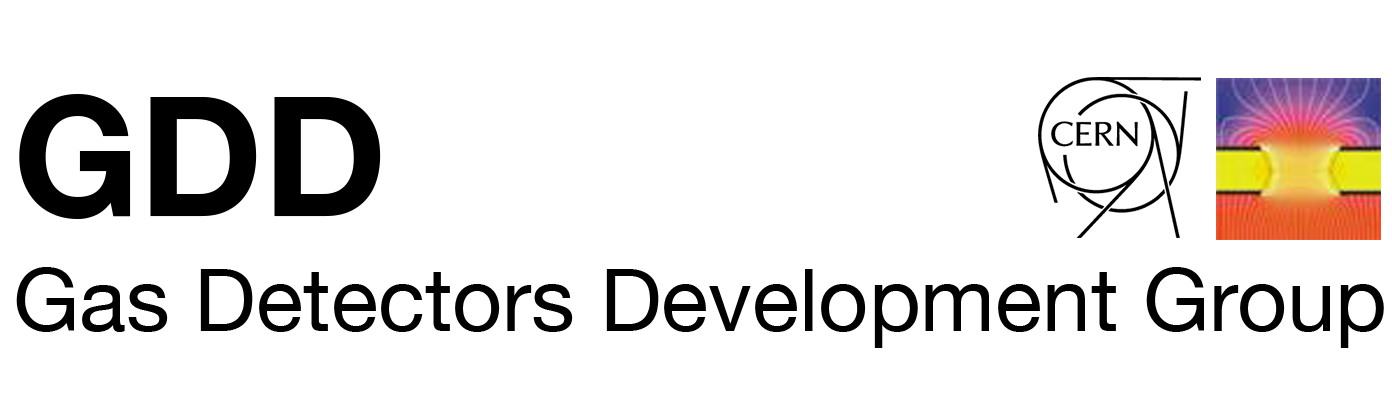 GDD
CERN
Gas Detectors Development Group